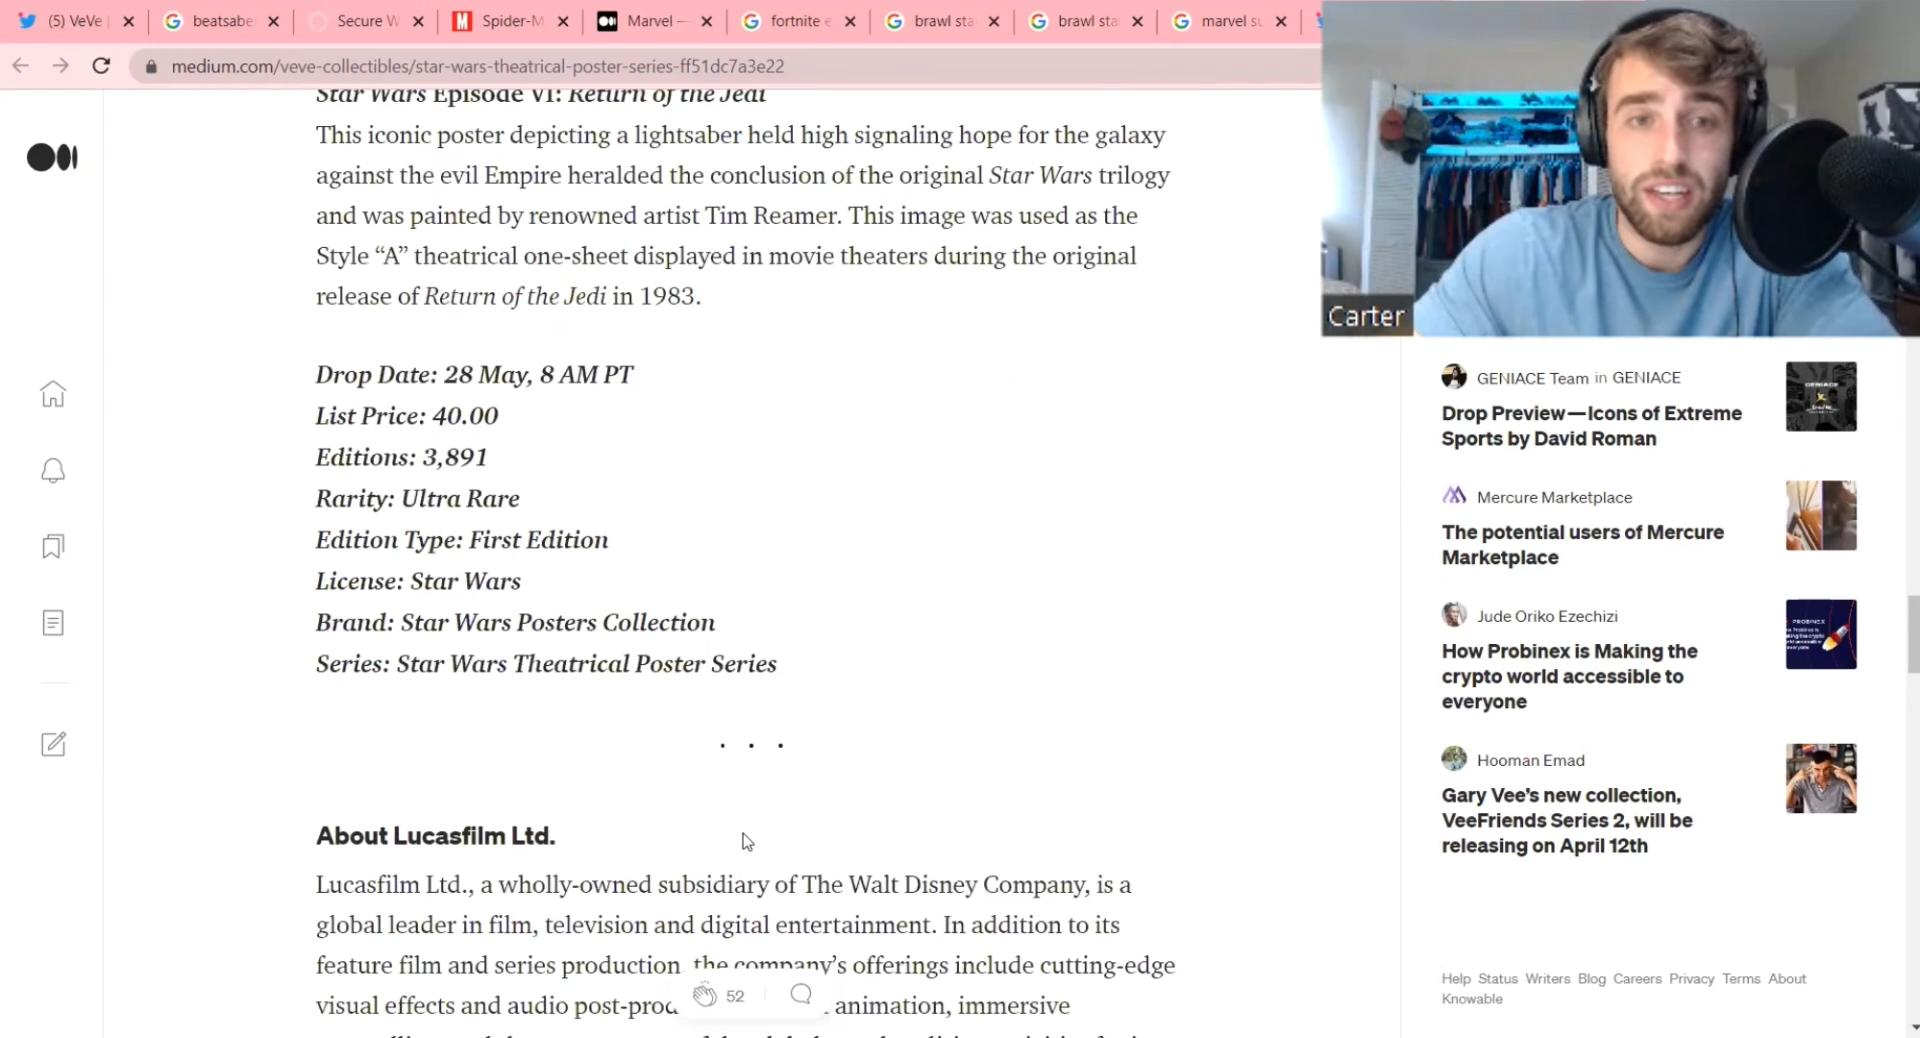 (5) VeVe
beatsabe
Secure W
Spider-M
Marvel —
fortnite e
brawl sta
brawl sta
marvel su
medium.com/veve-collectibles/star-wars-theatrical-poster-series-ff51dc7a3e22
Star Wars Episode VI: Return of the Jedi
This iconic poster depicting a lightsaber held high signaling hope for the galaxy
against the evil Empire heralded the conclusion of the original Star Wars trilogy
and was painted by renowned artist Tim Reamer. This image was used as the
Style “A” theatrical one-sheet displayed in movie theaters during the original
release of Return of the Jedi in 1983.
Drop Date: 28 May, 8 AM PT
List Price: 40.00
Editions: 3,891
Rarity: Ultra Rare
Edition Type: First Edition
License: Star Wars
Brand: Star Wars Posters Collection
Series: Star Wars Theatrical Poster Series
. . .
About Lucasfilm Ltd.
Lucasfilm Ltd., a wholly-owned subsidiary of The Walt Disney Company, is a
global leader in film, television and digital entertainment. In addition to its
feature film and series production, the company’s offerings include cutting-edge
visual effects and audio post-proc animation, immersive
52
Carter
GENIACE Team in GENIACE
Drop Preview—Icons of Extreme
Sports by David Roman
GENIACE
Mercure Marketplace
The potential users of Mercure
Marketplace
Jude Oriko Ezechizi
How Probinex is Making the
crypto world accessible to
everyone
PROBINEX
Hooman Emad
Gary Vee’s new collection,
VeeFriends Series 2, will be
releasing on April 12th
Help Status Writers Blog Careers Privacy Terms About
Knowable